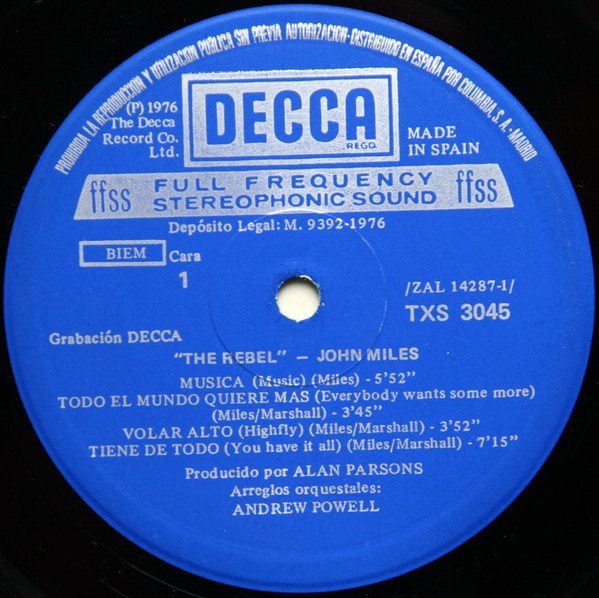 PROHIBIDA LA REPRODUCCION Y UTILIZACION PÚBLICA SIN PREVIA AUTORIZACION-DISTRIBUIDO EN ESPAÑA POR COLUMBIA, S. A.-MADRID
(P) 1976
The Decca
Record Co.
Ltd.
DECCA
REGD.
MADE
IN SPAIN
ffss FULL FREQUENCY STEREOPHONIC SOUND ffss
Depósito Legal: M. 9392-1976
BIEM Cara
1
/ZAL 14287-1/
TXS 3045
Grabación DECCA
"THE REBEL" — JOHN MILES
MUSICA (Music) (Miles) - 5'52"
TODO EL MUNDO QUIERE MAS (Everybody wants some more)
(Miles/Marshall) - 3'45"
VOLAR ALTO (Highfly) (Miles/Marshall) - 3'52"
TIENE DE TODO (You have it all) (Miles/Marshall) - 7'15"
Producido por ALAN PARSONS
Arreglos orquestales:
ANDREW POWELL